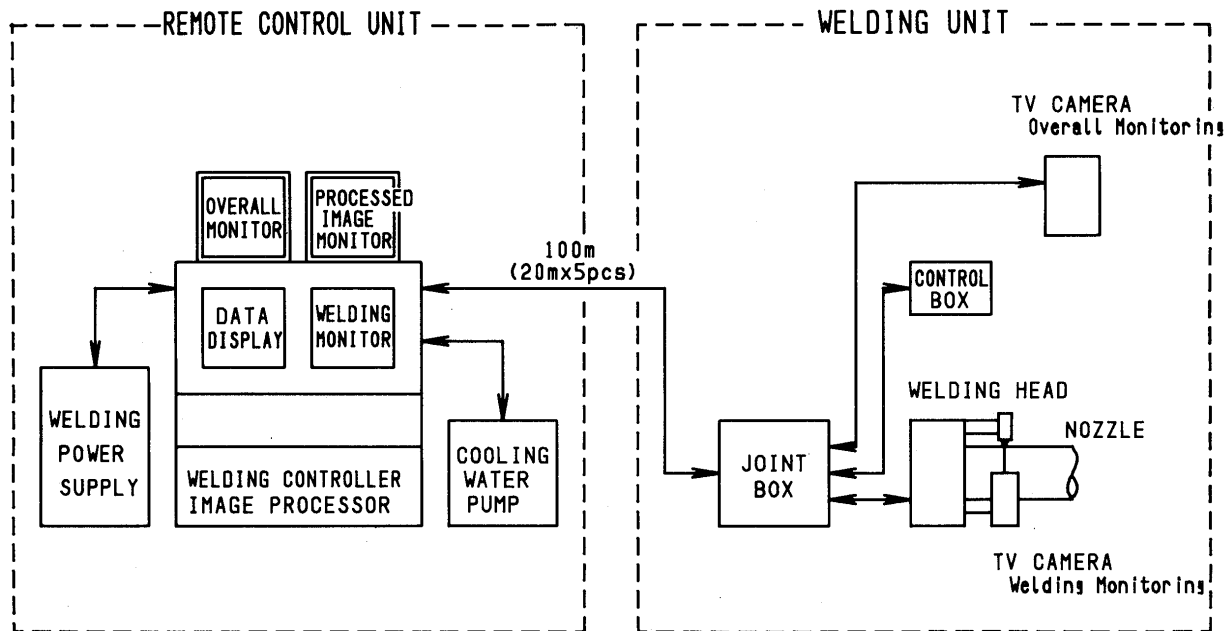 REMOTE CONTROL UNIT
OVERALL
MONITOR
PROCESSED
IMAGE
MONITOR
DATA
DISPLAY
WELDING
MONITOR
WELDING
POWER
SUPPLY
WELDING CONTROLLER
IMAGE PROCESSOR
COOLING
WATER
PUMP
100m
(20mx5pcs)
WELDING UNIT
TV CAMERA
Overall Monitoring
CONTROL
BOX
WELDING HEAD
NOZZLE
JOINT
BOX
TV CAMERA
Welding Monitoring